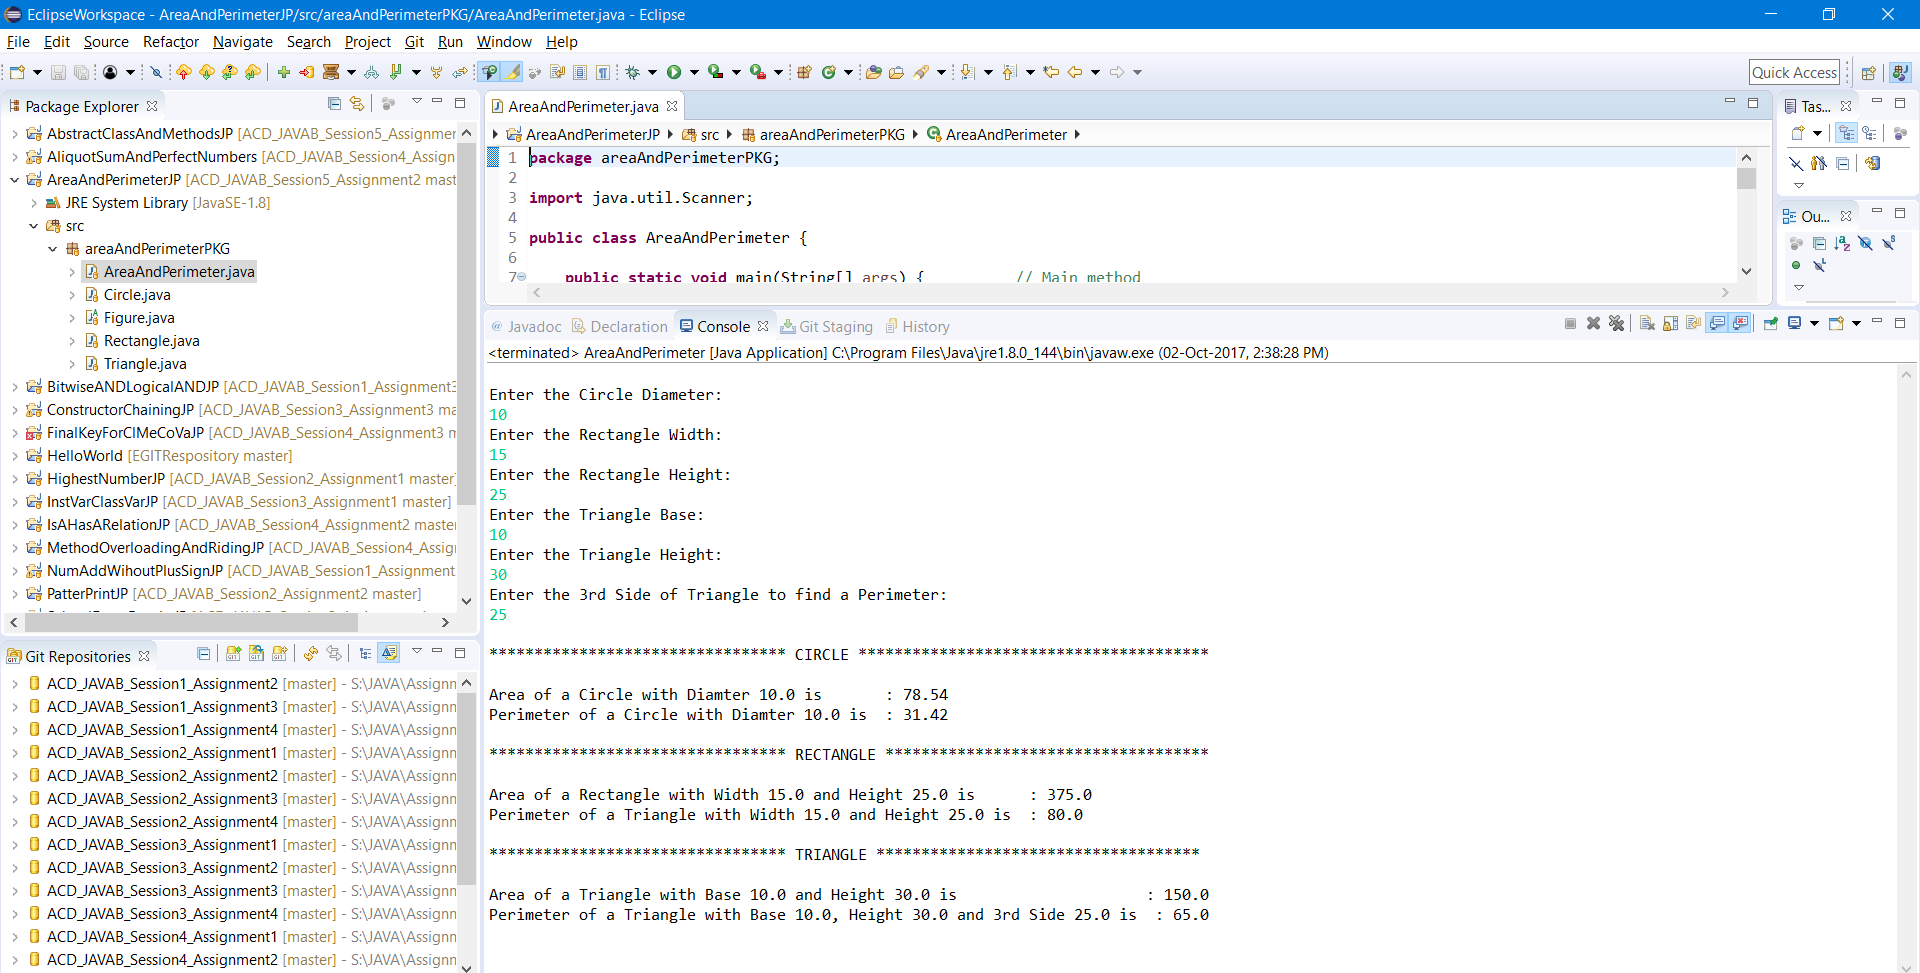 EclipseWorkspace - AreaAndPerimeterJP/src/areaAndPerimeterPKG/AreaAndPerimeter.java - Eclipse
File Edit Source Refactor Navigate Search Project Git Run Window Help
Quick Access
Package Explorer
AbstractClassAndMethodsJP [ACD_JAVAB_Session5_Assignmer
AliquotSumAndPerfectNumbers [ACD_JAVAB_Session4_Assign
AreaAndPerimeterJP [ACD_JAVAB_Session5_Assignment2 mast
JRE System Library [JavaSE-1.8]
src
areaAndPerimeterPKG
AreaAndPerimeter.java
Circle.java
Figure.java
Rectangle.java
Triangle.java
BitwiseANDLogicalANDJP [ACD_JAVAB_Session1_Assignment3
ConstructorChainingJP [ACD_JAVAB_Session3_Assignment3 ma
FinalKeyForClMeCoVaJP [ACD_JAVAB_Session4_Assignment3 m
HelloWorld [EGITRespository master]
HighestNumberJP [ACD_JAVAB_Session2_Assignment1 master]
InstVarClassVarJP [ACD_JAVAB_Session3_Assignment1 master]
IsAHasARelationJP [ACD_JAVAB_Session4_Assignment2 master
MethodOverloadingAndRidingJP [ACD_JAVAB_Session4_Assig
NumAddWihoutPlusSignJP [ACD_JAVAB_Session1_Assignment
PatterPrintJP [ACD_JAVAB_Session2_Assignment2 master]
Git Repositories
ACD_JAVAB_Session1_Assignment2 [master] - S:\JAVA\Assignn
ACD_JAVAB_Session1_Assignment3 [master] - S:\JAVA\Assignn
ACD_JAVAB_Session1_Assignment4 [master] - S:\JAVA\Assignn
ACD_JAVAB_Session2_Assignment1 [master] - S:\JAVA\Assignn
ACD_JAVAB_Session2_Assignment2 [master] - S:\JAVA\Assignn
ACD_JAVAB_Session2_Assignment3 [master] - S:\JAVA\Assignn
ACD_JAVAB_Session2_Assignment4 [master] - S:\JAVA\Assignn
ACD_JAVAB_Session3_Assignment1 [master] - S:\JAVA\Assignn
ACD_JAVAB_Session3_Assignment2 [master] - S:\JAVA\Assignn
ACD_JAVAB_Session3_Assignment3 [master] - S:\JAVA\Assignn
ACD_JAVAB_Session3_Assignment4 [master] - S:\JAVA\Assignn
ACD_JAVAB_Session4_Assignment1 [master] - S:\JAVA\Assignn
ACD_JAVAB_Session4_Assignment2 [master] - S:\JAVA\Assignn
AreaAndPerimeter.java
AreaAndPerimeterJP src areaAndPerimeterPKG AreaAndPerimeter
1 package areaAndPerimeterPKG;
2
3 import java.util.Scanner;
4
5 public class AreaAndPerimeter {
6
7 public static void main(String[] args) { // Main method
Tas...
Ou...
@ Javadoc Declaration Console Git Staging History
<terminated> AreaAndPerimeter [Java Application] C:\Program Files\Java\jre1.8.0_144\bin\javaw.exe (02-Oct-2017, 2:38:28 PM)
Enter the Circle Diameter:
10
Enter the Rectangle Width:
15
Enter the Rectangle Height:
25
Enter the Triangle Base:
10
Enter the Triangle Height:
30
Enter the 3rd Side of Triangle to find a Perimeter:
25
********************************* CIRCLE ***************************************
Area of a Circle with Diamter 10.0 is : 78.54
Perimeter of a Circle with Diamter 10.0 is : 31.42
********************************* RECTANGLE ************************************
Area of a Rectangle with Width 15.0 and Height 25.0 is : 375.0
Perimeter of a Triangle with Width 15.0 and Height 25.0 is : 80.0
********************************* TRIANGLE ************************************
Area of a Triangle with Base 10.0 and Height 30.0 is : 150.0
Perimeter of a Triangle with Base 10.0, Height 30.0 and 3rd Side 25.0 is : 65.0